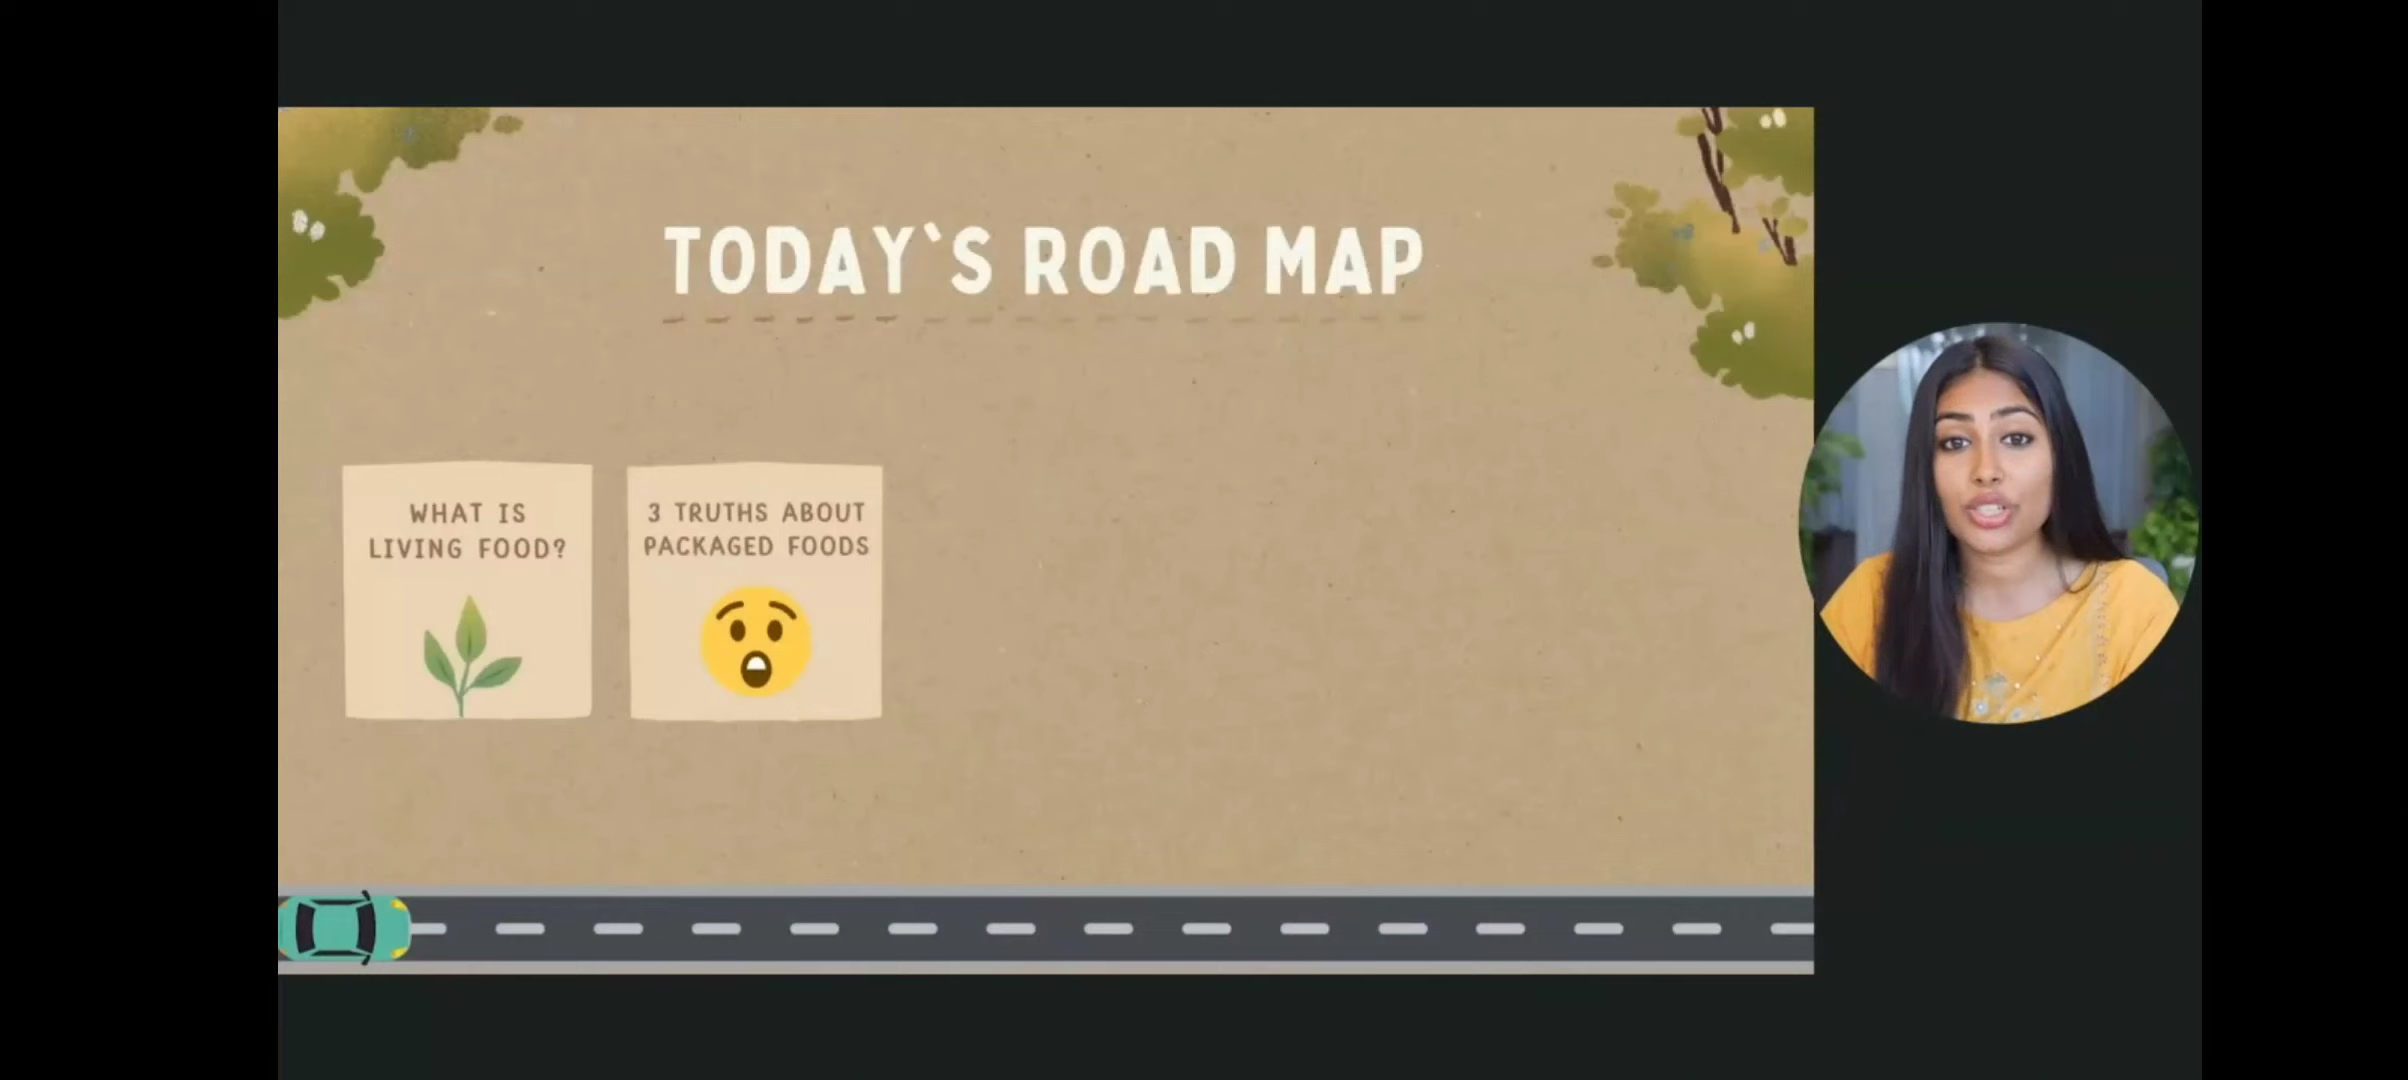 TODAY`S ROAD MAP
WHAT IS
LIVING FOOD?
3 TRUTHS ABOUT
PACKAGED FOODS